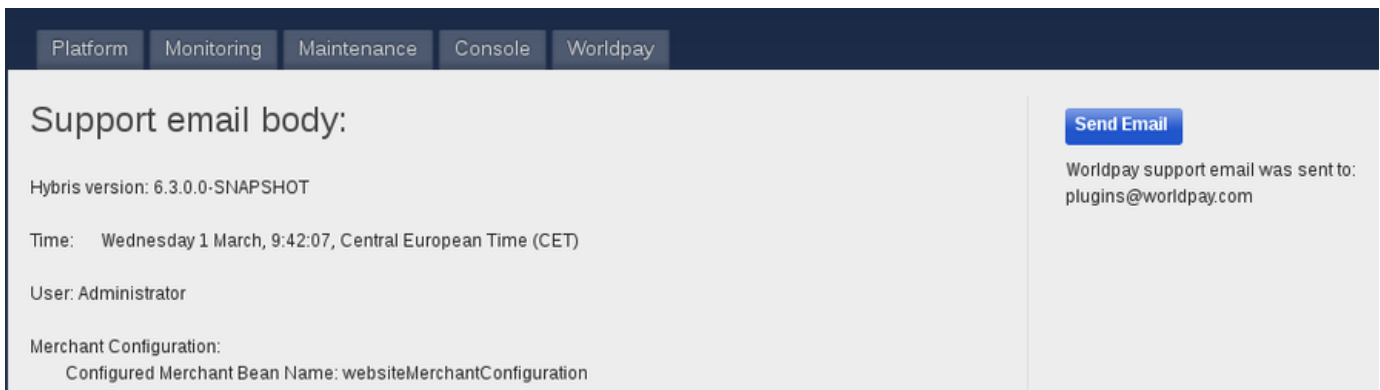 Platform Monitoring Maintenance Console Worldpay
Support email body:
Hybris version: 6.3.0.0-SNAPSHOT
Time: Wednesday 1 March, 9:42:07, Central European Time (CET)
User: Administrator
Merchant Configuration:
Configured Merchant Bean Name: websiteMerchantConfiguration
Send Email
Worldpay support email was sent to:
plugins@worldpay.com